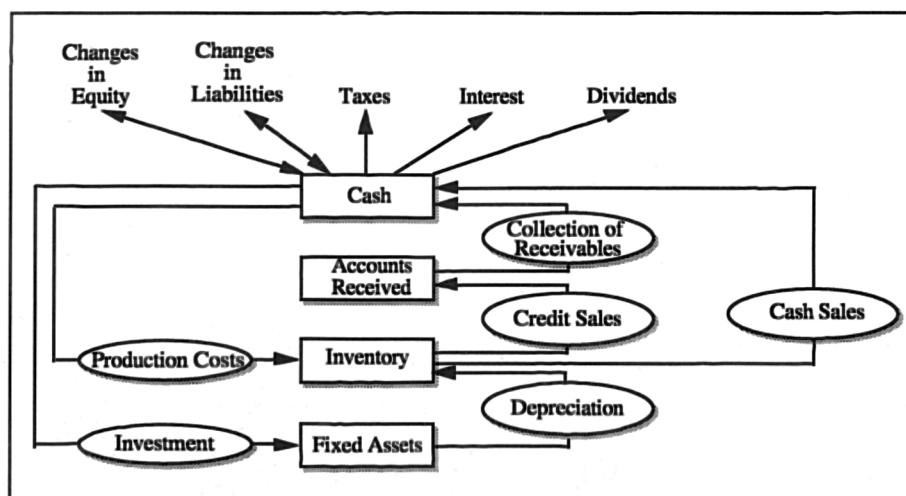 Changes
in
Equity
Changes
in
Liabilities
Taxes
Interest
Dividends
Cash
Collection of
Receivables
Accounts
Received
Credit Sales
Cash Sales
Production Costs
Inventory
Depreciation
Investment
Fixed Assets